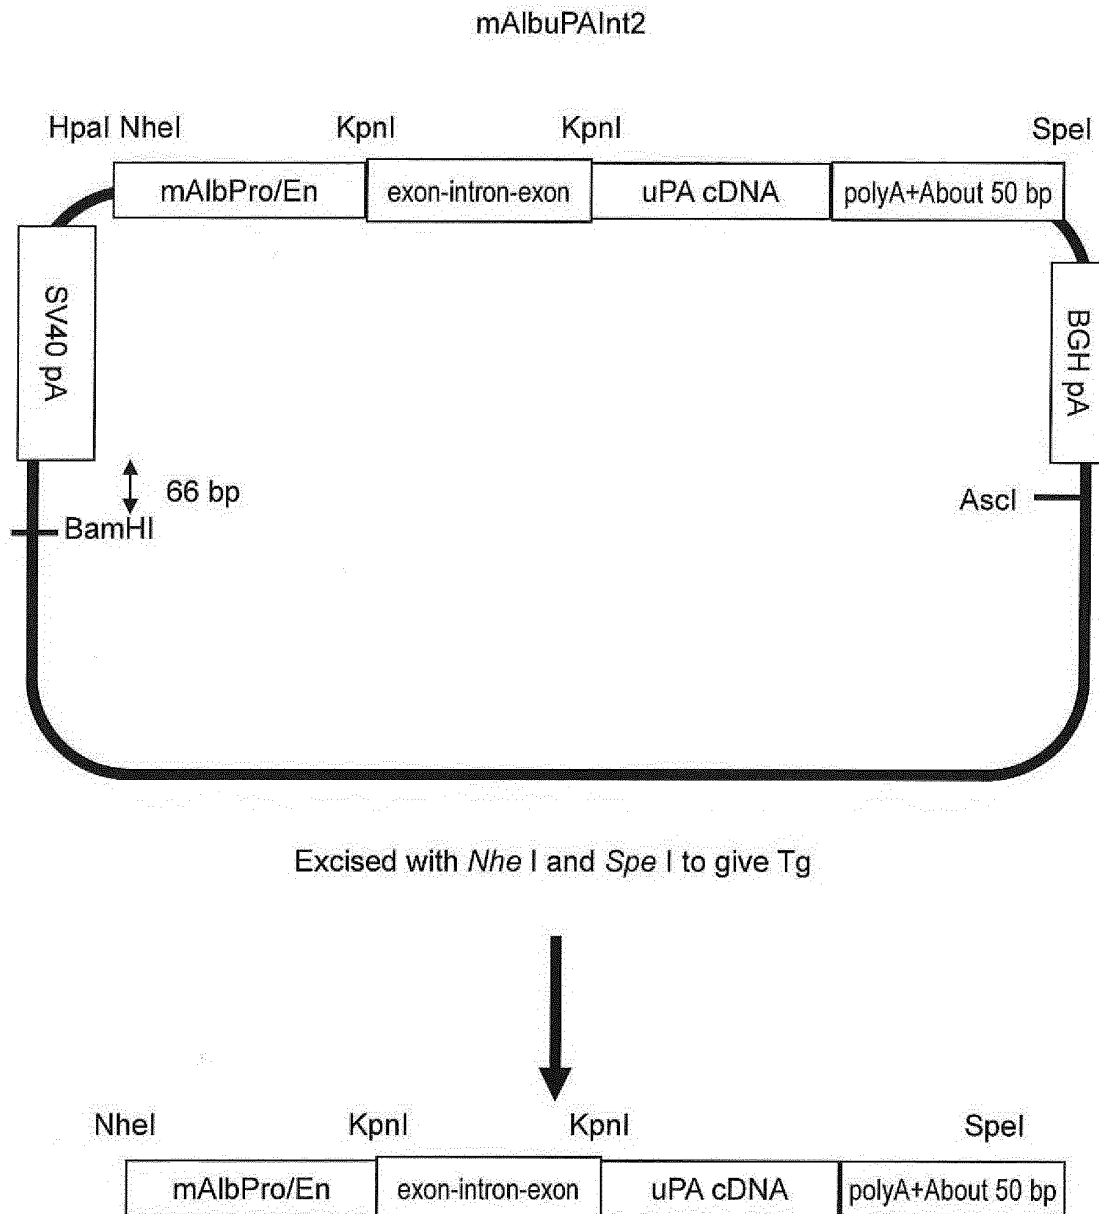 mAlbuPAInt2
HpaI NheI KpnI KpnI SpeI
mAlbPro/En exon-intron-exon uPA cDNA polyA+About 50 bp
SV40 pA
BGH pA
66 bp
AscI
BamHI
Excised with Nhe I and Spe I to give Tg
NheI KpnI KpnI SpeI
mAlbPro/En exon-intron-exon uPA cDNA polyA+About 50 bp